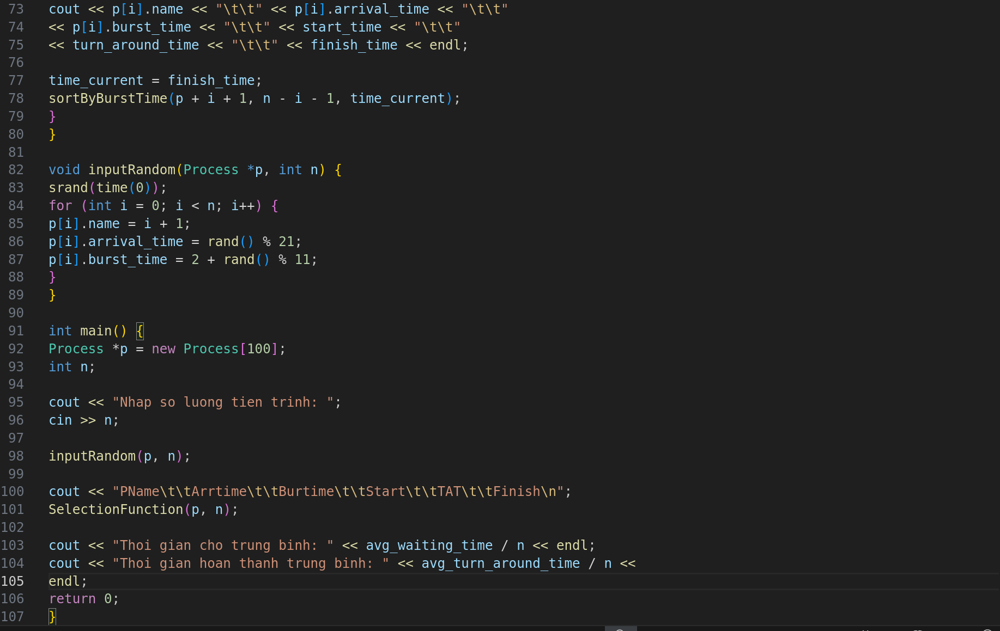 73 cout << p[i].name << "\t\t" << p[i].arrival_time << "\t\t"
74 << p[i].burst_time << "\t\t" << start_time << "\t\t"
75 << turn_around_time << "\t\t" << finish_time << endl;
76
77 time_current = finish_time;
78 sortByBurstTime(p + i + 1, n - i - 1, time_current);
79 }
80 }
81
82 void inputRandom(Process *p, int n) {
83 srand(time(0));
84 for (int i = 0; i < n; i++) {
85 p[i].name = i + 1;
86 p[i].arrival_time = rand() % 21;
87 p[i].burst_time = 2 + rand() % 11;
88 }
89 }
90
91 int main() {
92 Process *p = new Process[100];
93 int n;
94
95 cout << "Nhap so luong tien trinh: ";
96 cin >> n;
97
98 inputRandom(p, n);
99
100 cout << "PName\t\tArrtime\t\tBurtime\t\tStart\t\tTAT\t\tFinish\n";
101 SelectionFunction(p, n);
102
103 cout << "Thoi gian cho trung binh: " << avg_waiting_time / n << endl;
104 cout << "Thoi gian hoan thanh trung binh: " << avg_turn_around_time / n <<
105 endl;
106 return 0;
107 }